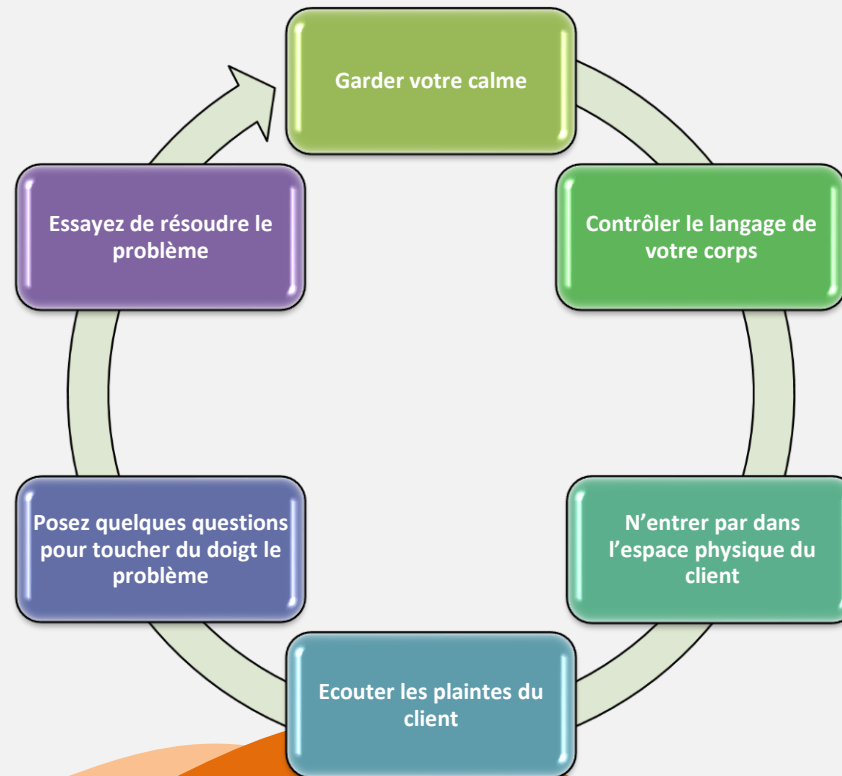 Garder votre calme
Contrôler le langage de
votre corps
N’entrer par dans
l’espace physique du
client
Ecouter les plaintes du
client
Posez quelques questions
pour toucher du doigt le
problème
Essayez de résoudre le
problème